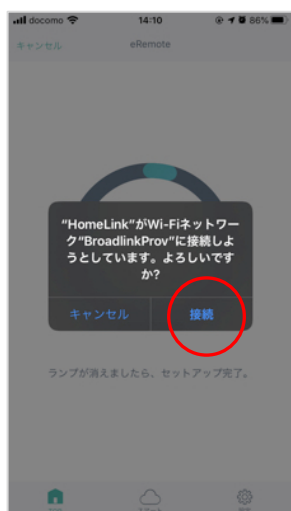 docomo 14:10 86%
キャンセル eRemote
"HomeLink"がWi-Fiネットワー
ク"BroadlinkProv"に接続しよ
うとしています。よろしいです
か?
キャンセル 接続
ランプが消えましたら、セットアップ完了。